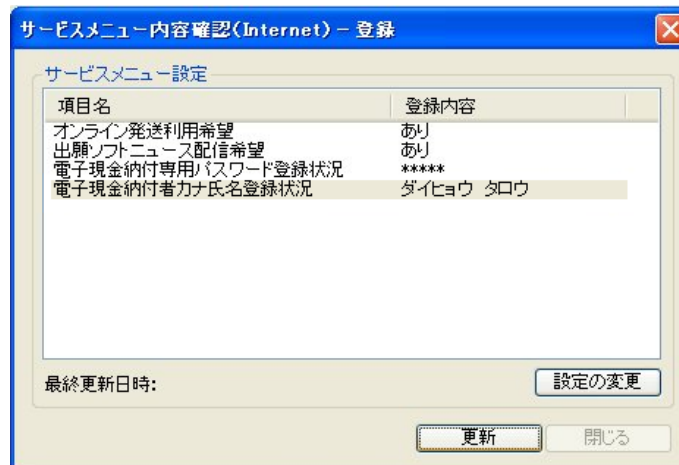 サービスメニュー内容確認(Internet) - 登録
サービスメニュー設定
項目名 登録内容
オンライン発送利用希望 あり
出願ソフトニュース配信希望 あり
電子現金納付専用パスワード登録状況 *****
電子現金納付者カナ氏名登録状況 ダイヒョウ タロウ
最終更新日時:
設定の変更
更新 閉じる